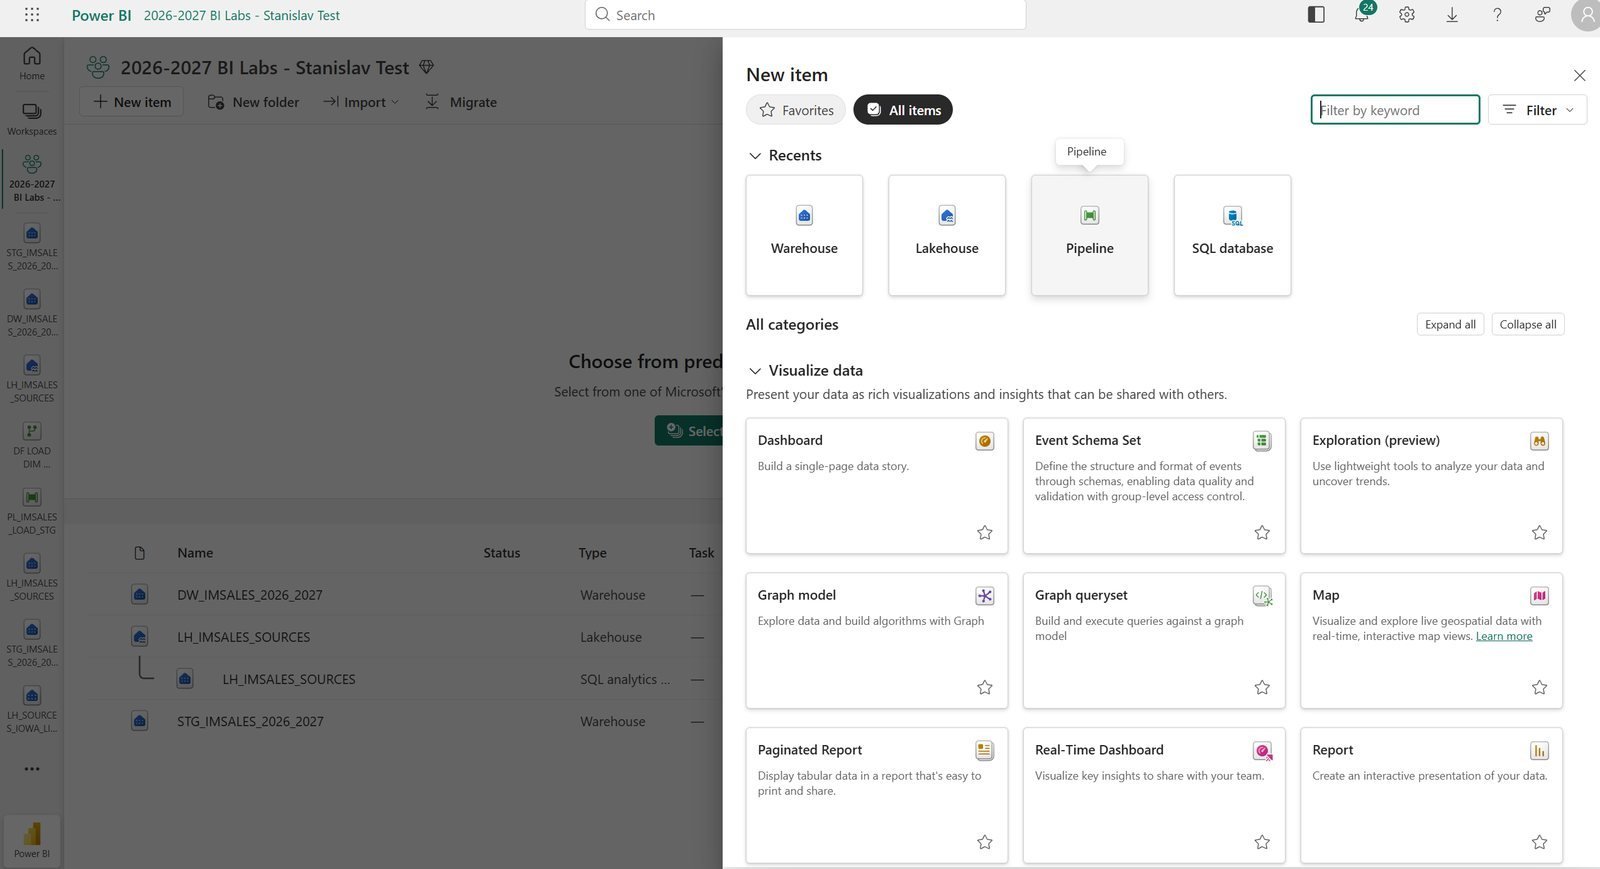 Power BI 2026-2027 BI Labs - Stanislav Test
Search
24
Home
Workspaces
2026-2027
BI Labs - ...
STG_IMSALE
S_2026_20...
DW_IMSALE
S_2026_20...
LH_IMSALES
_SOURCES
DF LOAD
DIM ...
PL_IMSALES
_LOAD_STG
LH_IMSALES
_SOURCES
STG_IMSALE
S_2026_20...
LH_SOURCE
S_IOWA_LI...
Power BI
2026-2027 BI Labs - Stanislav Test
New item
New folder
Import
Migrate
Choose from pred
Select from one of Microsoft'
Select
Name
Status
Type
Task
DW_IMSALES_2026_2027
Warehouse
—
LH_IMSALES_SOURCES
Lakehouse
—
LH_IMSALES_SOURCES
SQL analytics ...
—
STG_IMSALES_2026_2027
Warehouse
—
New item
Favorites
All items
Filter by keyword
Filter
Recents
Pipeline
Warehouse
Lakehouse
Pipeline
SQL
SQL database
All categories
Expand all
Collapse all
Visualize data
Present your data as rich visualizations and insights that can be shared with others.
Dashboard
Build a single-page data story.
Event Schema Set
Define the structure and format of events
through schemas, enabling data quality and
validation with group-level access control.
Exploration (preview)
Use lightweight tools to analyze your data and
uncover trends.
Graph model
Explore data and build algorithms with Graph
Graph queryset
Build and execute queries against a graph
model
Map
Visualize and explore live geospatial data with
real-time, interactive map views. Learn more
Paginated Report
Display tabular data in a report that's easy to
print and share.
Real-Time Dashboard
Visualize key insights to share with your team.
Report
Create an interactive presentation of your data.